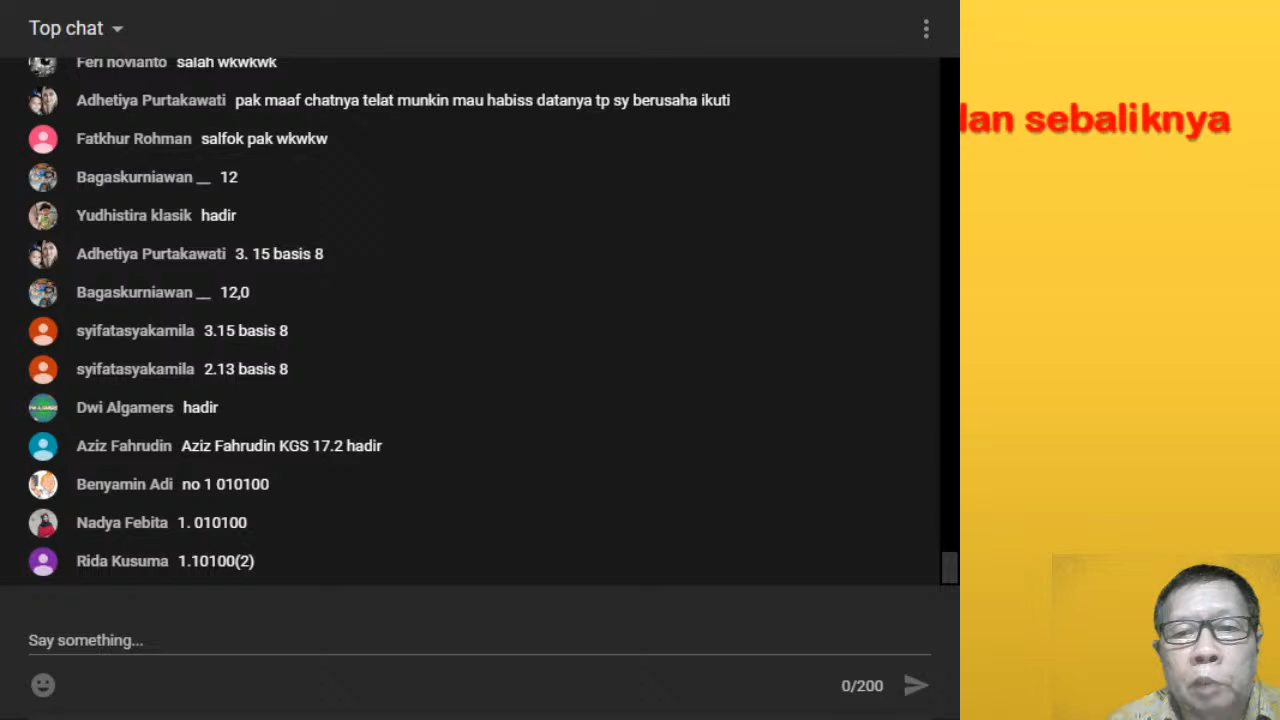 Top chat
Feri novianto salah wkwkwk
Adhetiya Purtakawati pak maaf chatnya telat munkin mau habiss datanya tp sy berusaha ikuti
Fatkhur Rohman salfok pak wkwkw
Bagaskurniawan __ 12
Yudhistira klasik hadir
Adhetiya Purtakawati 3. 15 basis 8
Bagaskurniawan __ 12,0
syifatasyakamila 3.15 basis 8
syifatasyakamila 2.13 basis 8
Dwi Algamers hadir
Aziz Fahrudin Aziz Fahrudin KGS 17.2 hadir
Benyamin Adi no 1 010100
Nadya Febita 1. 010100
Rida Kusuma 1.10100(2)
Say something...
0/200
dan sebaliknya